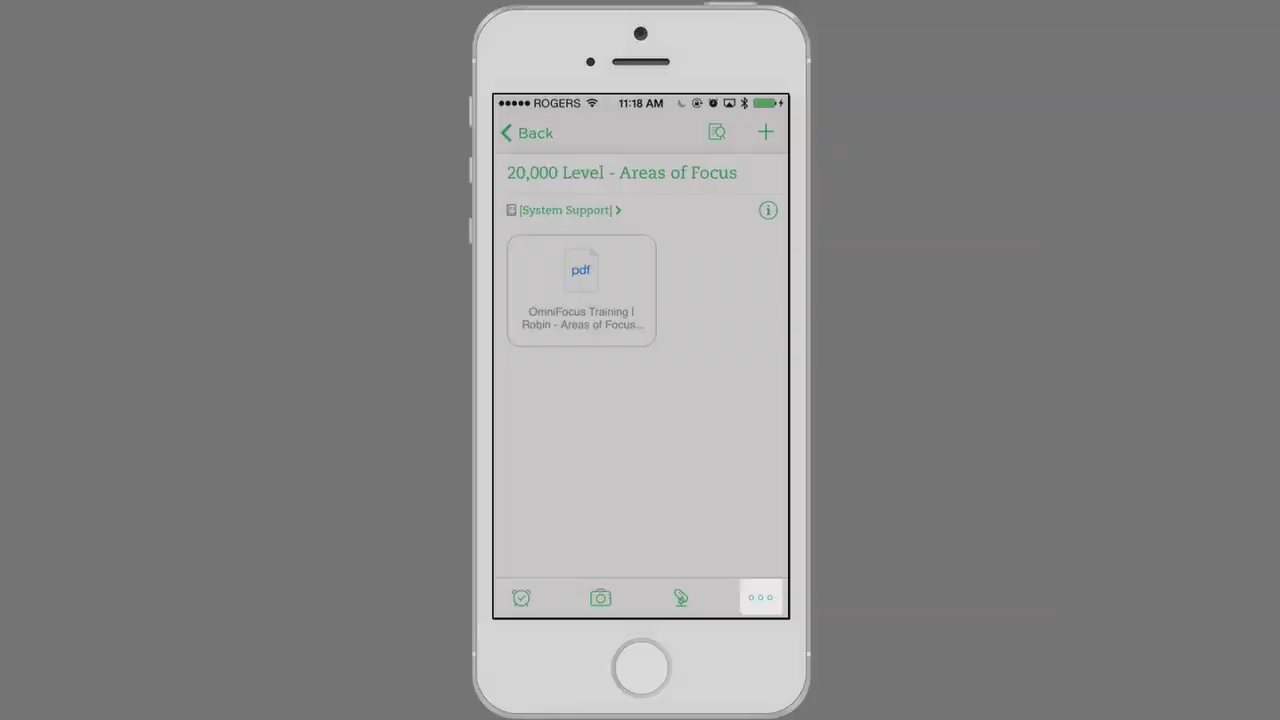 ROGERS 11:18 AM
Back
20,000 Level - Areas of Focus
[System Support]
pdf
OmniFocus Training |
Robin - Areas of Focus...